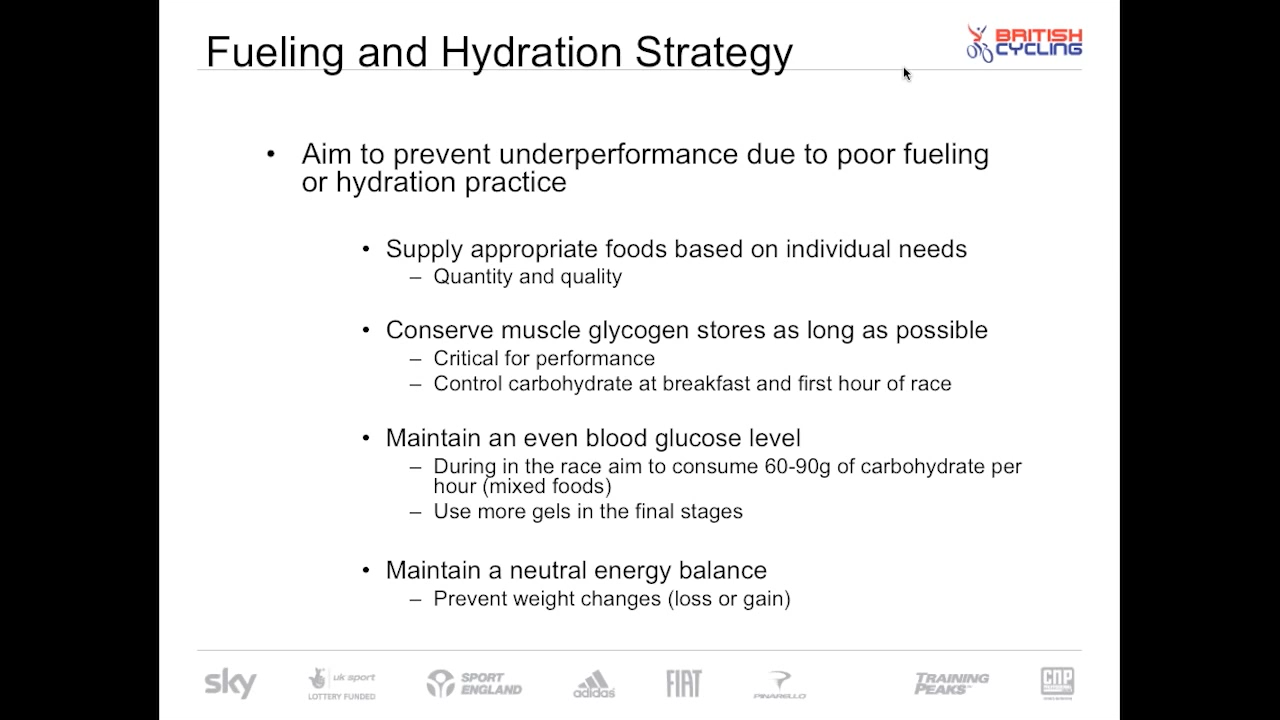 Fueling and Hydration Strategy
BRITISH
CYCLING
• Aim to prevent underperformance due to poor fueling
or hydration practice
• Supply appropriate foods based on individual needs
– Quantity and quality
• Conserve muscle glycogen stores as long as possible
– Critical for performance
– Control carbohydrate at breakfast and first hour of race
• Maintain an even blood glucose level
– During in the race aim to consume 60-90g of carbohydrate per
hour (mixed foods)
– Use more gels in the final stages
• Maintain a neutral energy balance
– Prevent weight changes (loss or gain)
sky
uk sport
LOTTERY FUNDED
SPORT
ENGLAND
adidas
FIAT
PINARELLO
TRAINING
PEAKS
CNP